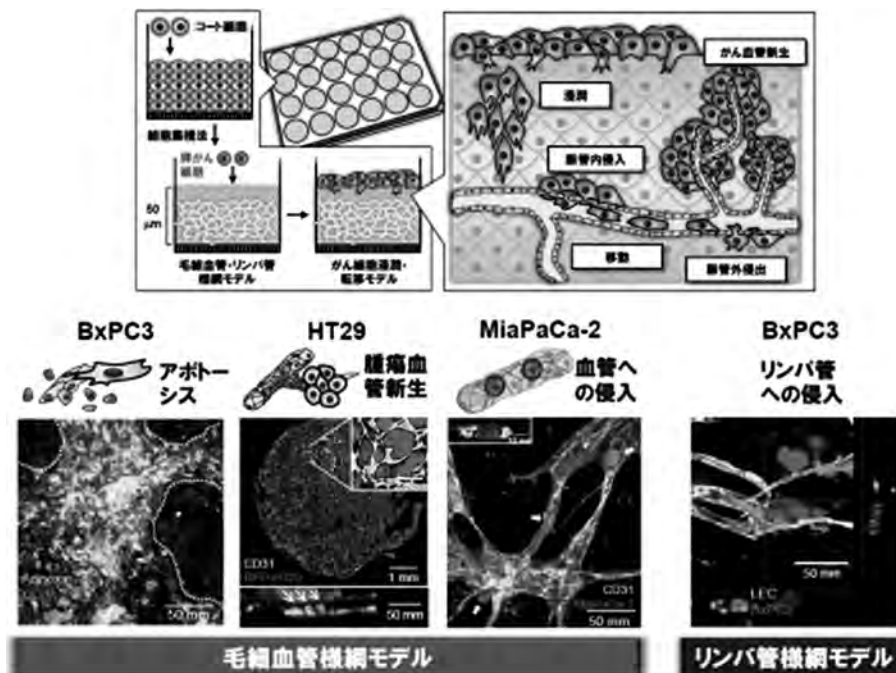 コート細胞
細胞集積法
膵がん
細胞
50
μm
毛細血管・リンパ管
様網モデル
がん細胞浸潤・
転移モデル
がん血管新生
浸潤
脈管内侵入
移動
脈管外侵出
BxPC3
アポトー
シス
50 mm
HT29
腫瘍血
管新生
CD31
1 mm
50 mm
MiaPaCa-2
血管へ
の侵入
CD31
50 mm
BxPC3
リンパ管
への侵入
50 mm
LEC
BxPC3
毛細血管様網モデル
リンパ管様網モデル